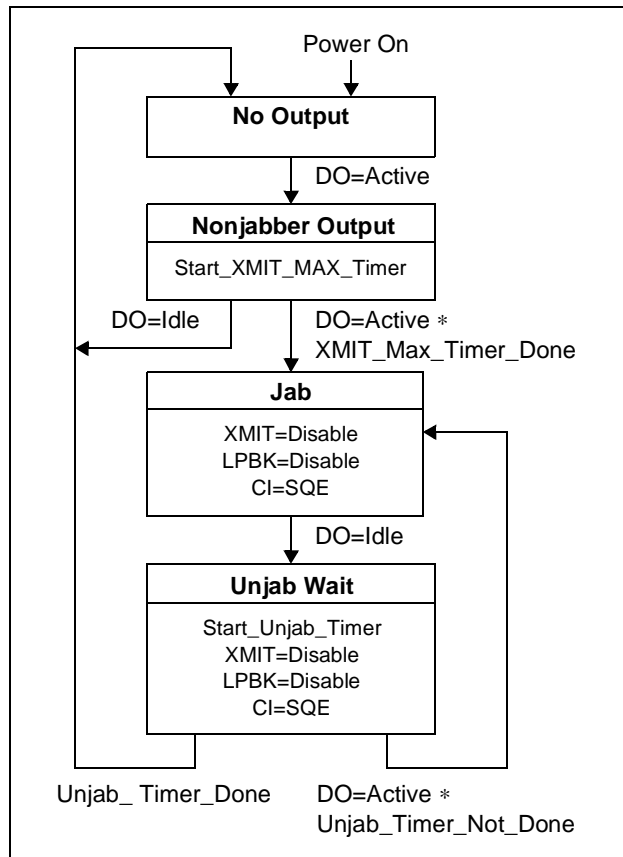 Power On
No Output
DO=Active
Nonjabber Output
Start_XMIT_MAX_Timer
DO=Idle
DO=Active *
XMIT_Max_Timer_Done
Jab
XMIT=Disable
LPBK=Disable
CI=SQE
DO=Idle
Unjab Wait
Start_Unjab_Timer
XMIT=Disable
LPBK=Disable
CI=SQE
Unjab_ Timer_Done
DO=Active *
Unjab_Timer_Not_Done